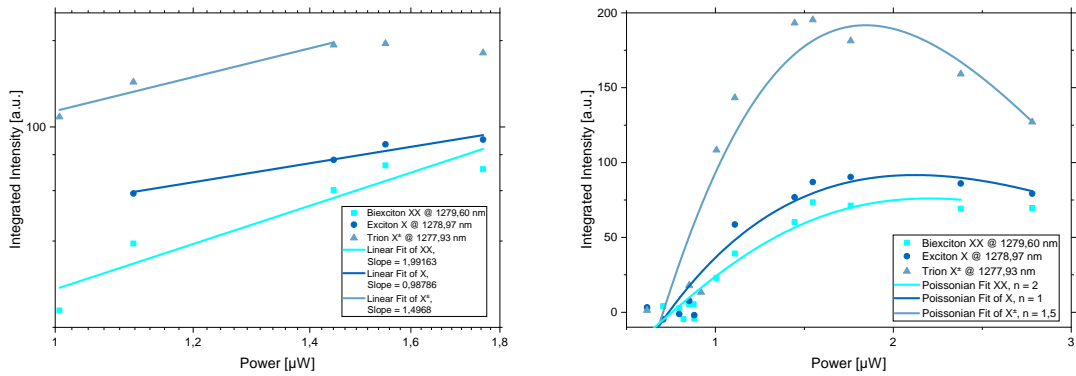 Integrated Intensity [a.u.]
100
1
1,2
1,4
1,6
1,8
Power [µW]
Biexciton XX @ 1279,60 nm
Exciton X @ 1278,97 nm
Trion X± @ 1277,93 nm
Linear Fit of XX,
Slope = 1,99163
Linear Fit of X,
Slope = 0,98786
Linear Fit of X±,
Slope = 1,4968
Integrated Intensity [a.u.]
200
150
100
50
0
1
2
3
Power [µW]
Biexciton XX @ 1279,60 nm
Exciton X @ 1278,97 nm
Trion X± @ 1277,93 nm
Poissonian Fit XX, n = 2
Poissonian Fit of X, n = 1
Poissonian Fit of X±, n = 1,5